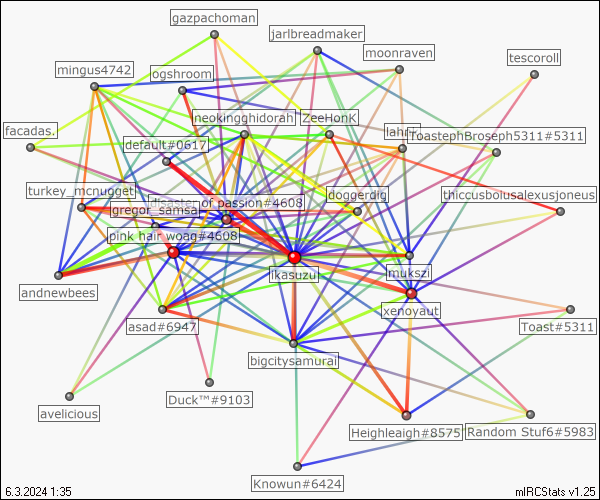 gazpachoman
jarlbreadmaker
moonraven
tescoroll
mingus4742
ogshroom
neokingghidorah
ZeeHonK
facadas.
default#0617
ToastephBroseph5311#5311
turkey_mcnugget
disaster of passion#4608
doggerdig
thiccusbolusalexusjoneus
gregor_samsa
pink hair woag#4608
ikasuzui
mukszi
andnewbees
xenoyaut
asad#6947
Toast#5311
bigcitysamurai
avelicious
Duck™#9103
Heighleaigh#8575
Random Stuf6#5983
Knowun#6424
6.3.2024 1:35
mIRCStats v1.25